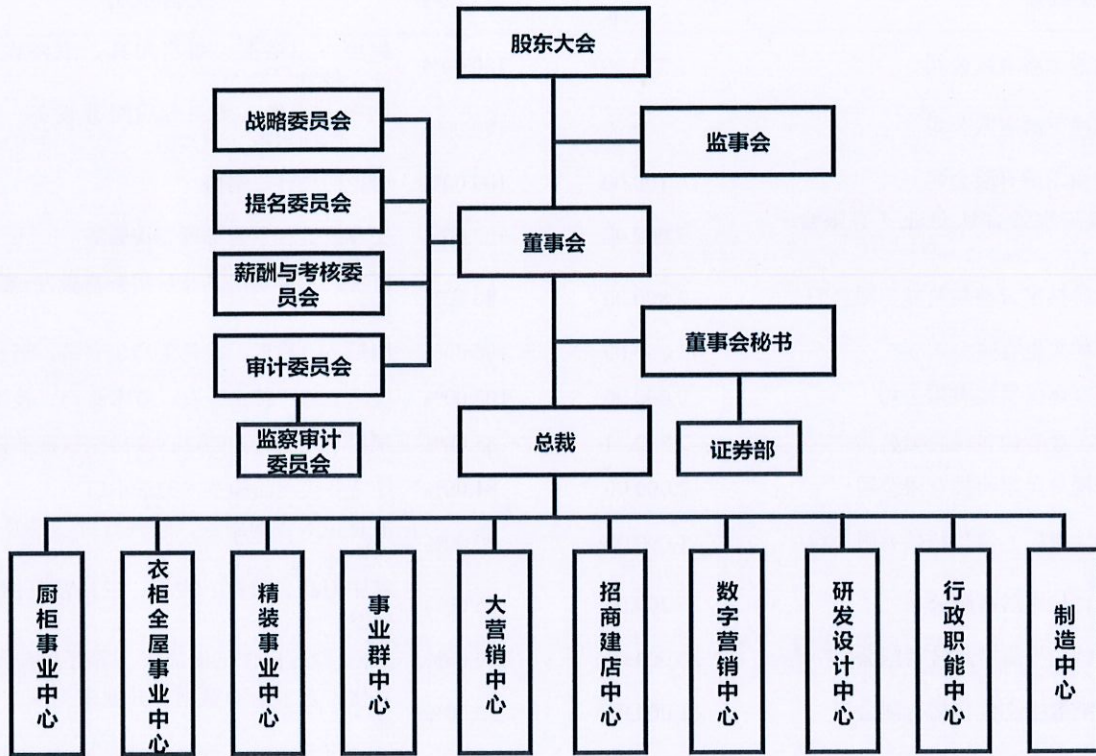 股东大会
战略委员会
监事会
提名委员会
董事会
薪酬与考核委
员会
董事会秘书
审计委员会
监察审计
委员会
总裁
证券部
厨柜事业中心
衣柜全屋事业中心
精装事业中心
事业群中心
大营销中心
招商建店中心
数字营销中心
研发设计中心
行政职能中心
制造中心